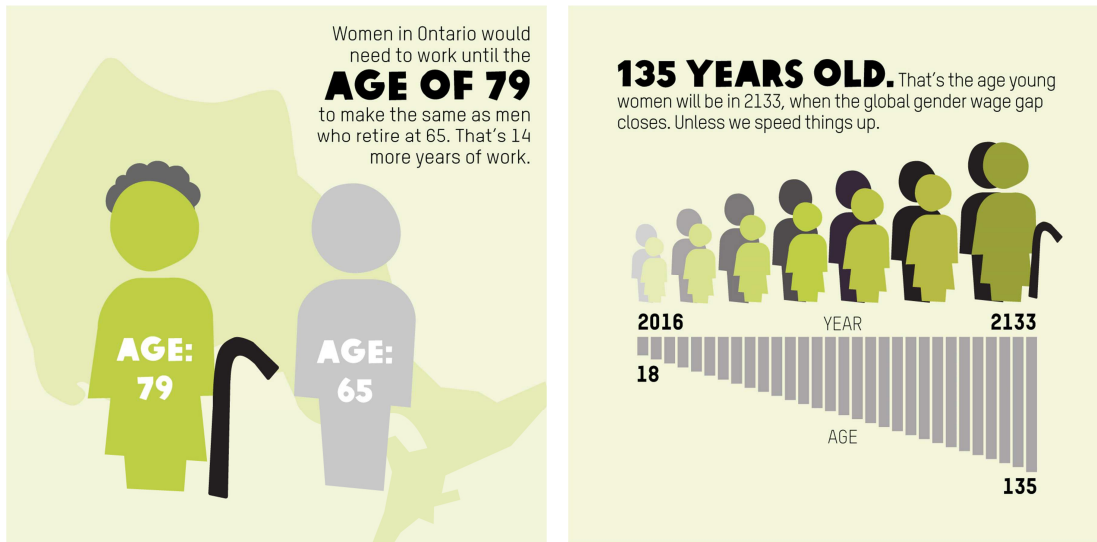 Women in Ontario would
need to work until the
AGE OF 79
to make the same as men
who retire at 65. That's 14
more years of work.
AGE:
79
AGE:
65
135 YEARS OLD. That's the age young
women will be in 2133, when the global gender wage gap
closes. Unless we speed things up.
2016 YEAR 2133
18
AGE
135